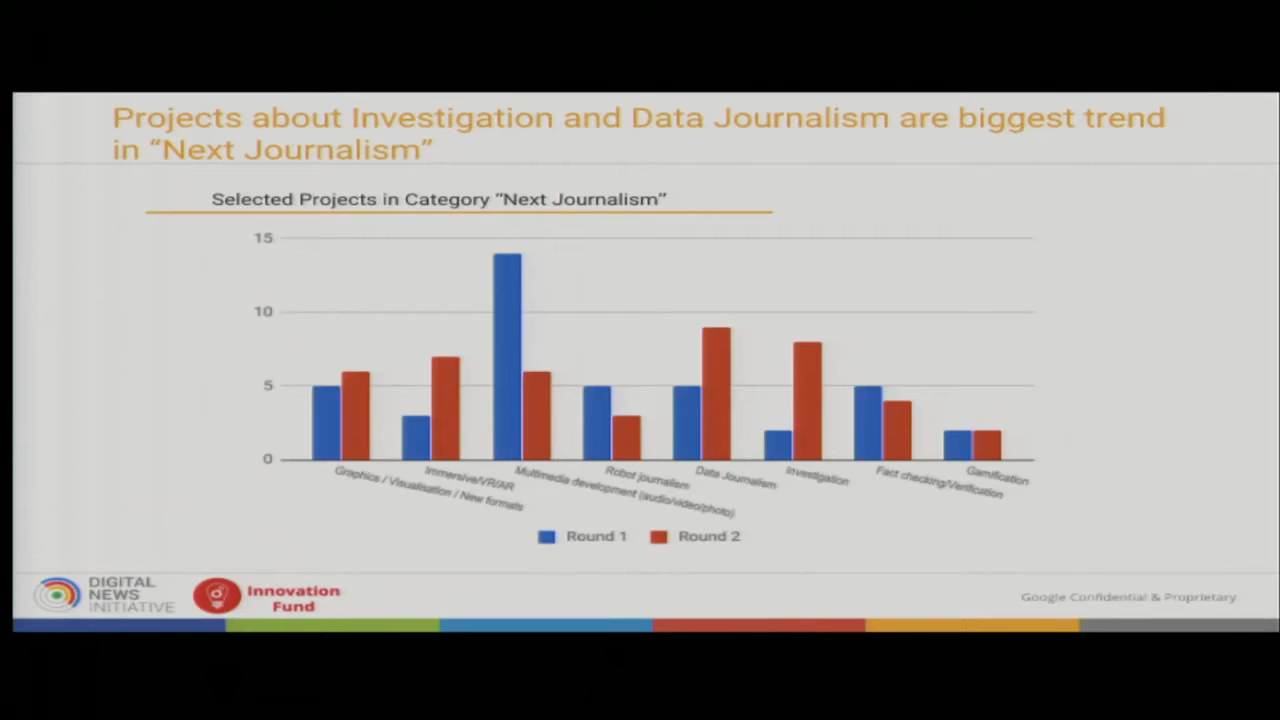 Projects about Investigation and Data Journalism are biggest trend
in “Next Journalism”
Selected Projects in Category “Next Journalism”
15
10
5
0
Graphics / Visualisation / New formats
Immersive/VR/AR
Multimedia development (audio/video/photo)
Robot journalism
Data Journalism
Investigation
Fact checking/Verification
Gamification
Round 1
Round 2
DIGITAL
NEWS
INITIATIVE
Innovation
Fund
Google Confidential & Proprietary